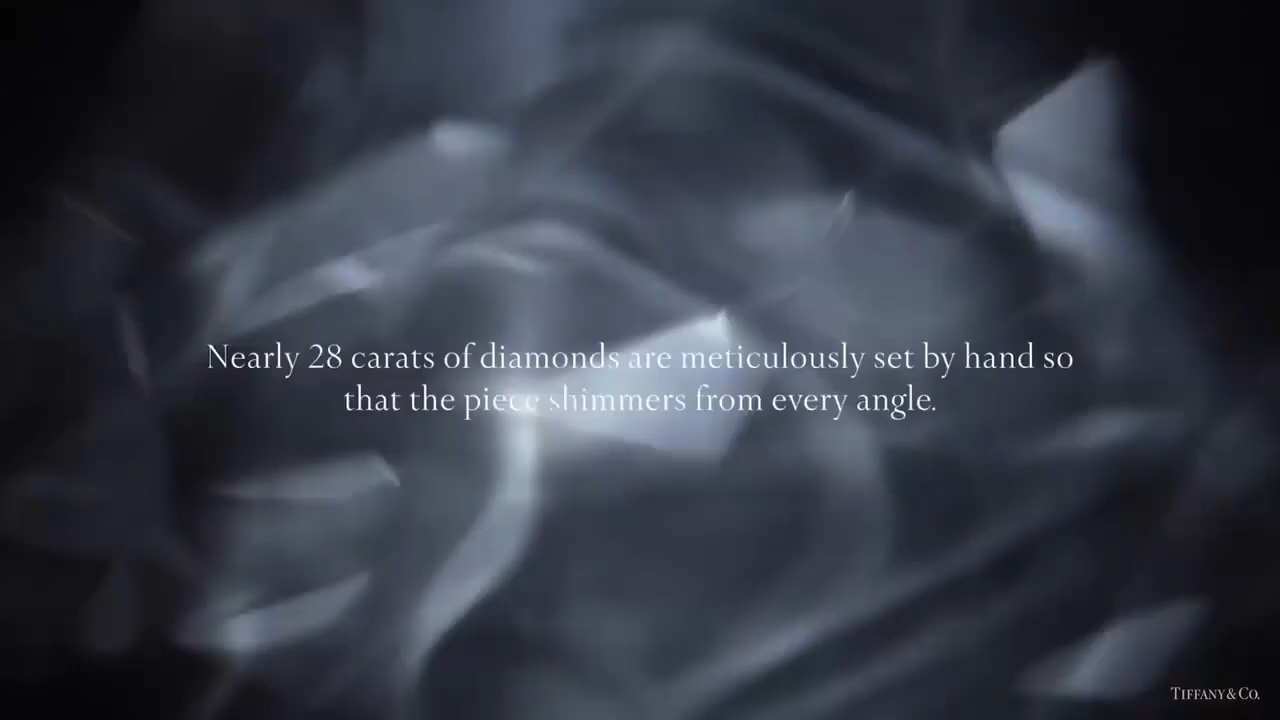 Nearly 28 carats of diamonds are meticulously set by hand so
that the piece shimmers from every angle.
TIFFANY & CO.